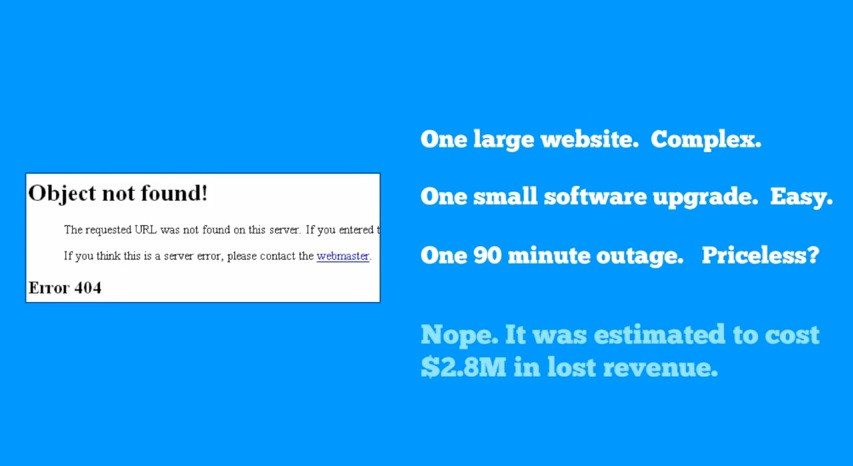 Object not found!
The requested URL was not found on this server. If you entered t
If you think this is a server error, please contact the webmaster.
Error 404
One large website. Complex.
One small software upgrade. Easy.
One 90 minute outage. Priceless?
Nope. It was estimated to cost
$2.8M in lost revenue.